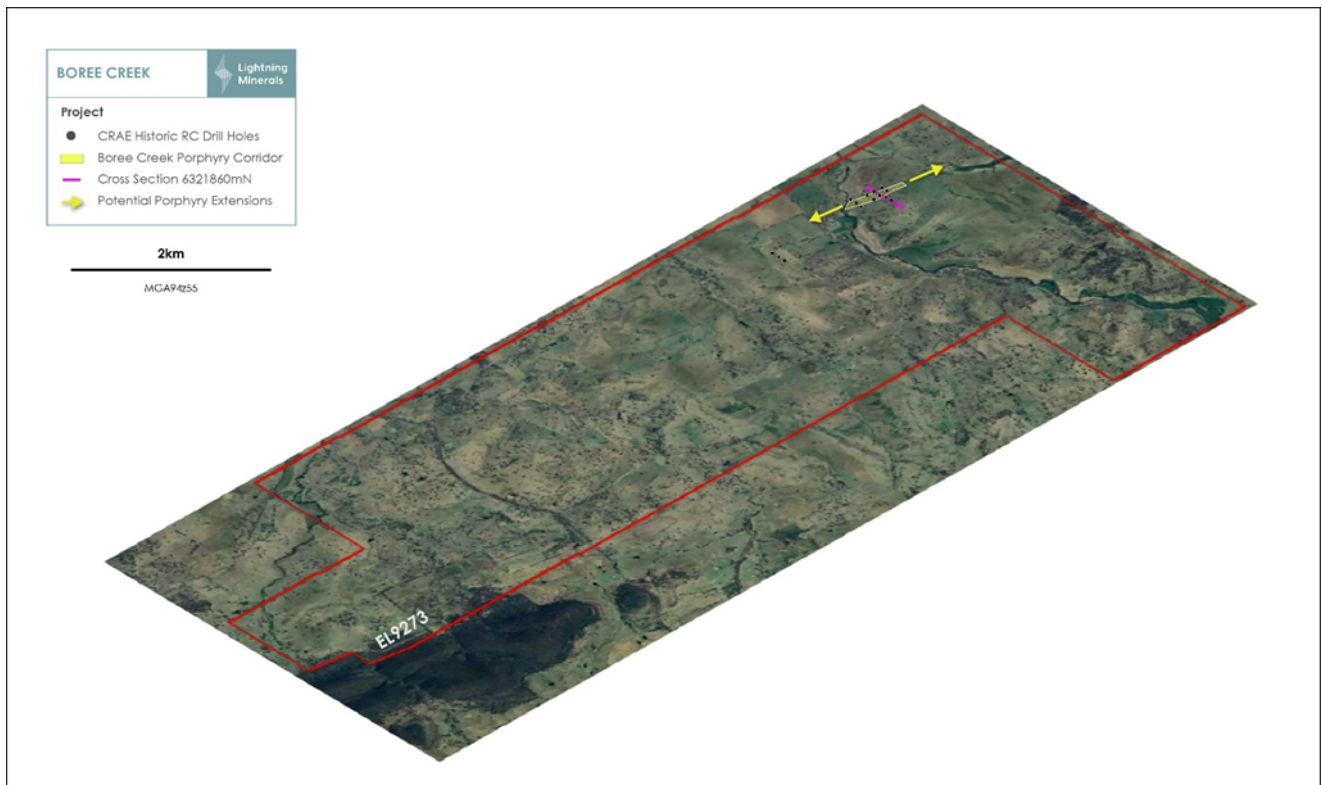 BOREE CREEK
Lightning
Minerals
Project
CRAE Historic RC Drill Holes
Boree Creek Porphyry Corridor
Cross Section 6321860mN
Potential Porphyry Extensions
2km
MGA94z55
EL9273